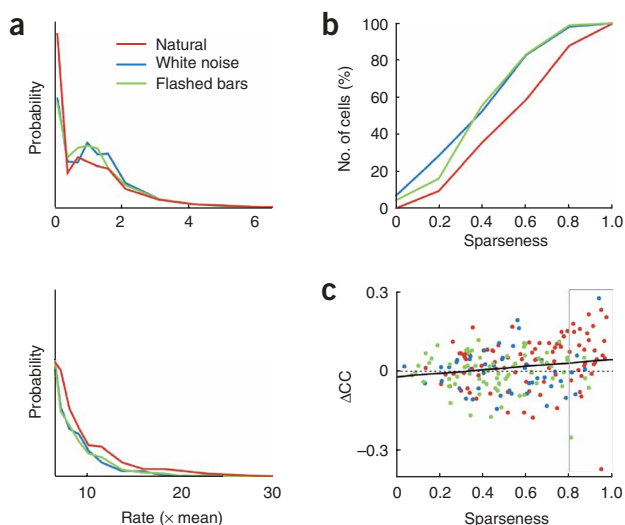 a
Natural
White noise
Flashed bars
Probability
0 2 4 6
Probability
10 20 30
Rate (× mean)
b
100
80
60
40
20
0
No. of cells (%)
0 0.2 0.4 0.6 0.8 1.0
Sparseness
c
0.3
0
–0.3
ΔCC
0 0.2 0.4 0.6 0.8 1.0
Sparseness